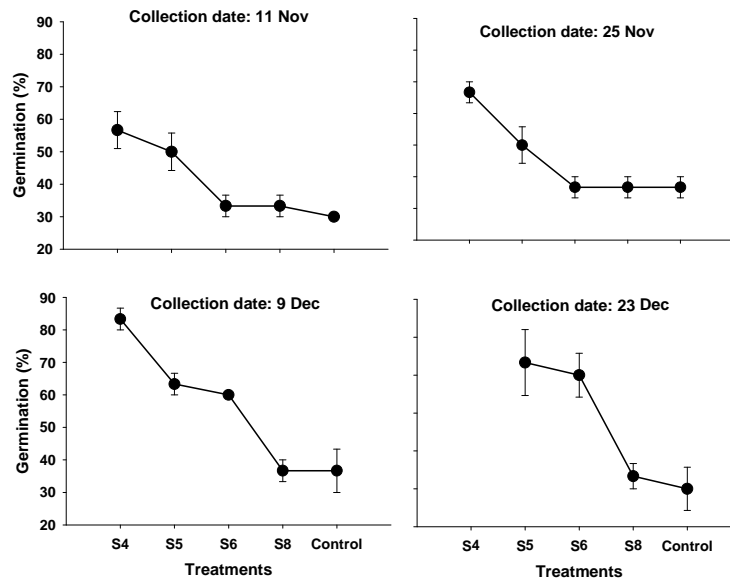 Collection date: 11 Nov
Collection date: 25 Nov
Germination (%)
90
80
70
60
50
40
30
20
Collection date: 9 Dec
Collection date: 23 Dec
Germination (%)
90
80
70
60
50
40
30
20
S4 S5 S6 S8 Control
S4 S5 S6 S8 Control
Treatments
Treatments